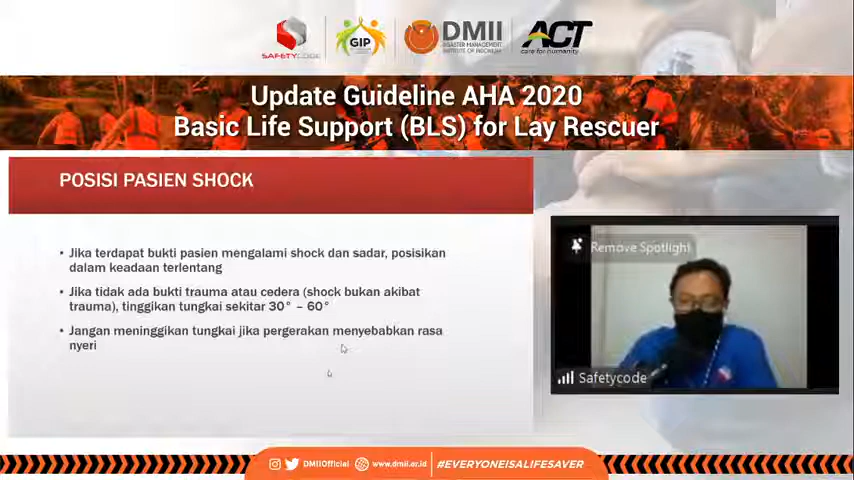 SAFETYCODE
GIP
DMII
DISASTER MANAGEMENT
INSTITUTE OF INDONESIA
ACT
care for humanity
Update Guideline AHA 2020
Basic Life Support (BLS) for Lay Rescuer
POSISI PASIEN SHOCK
• Jika terdapat bukti pasien mengalami shock dan sadar, posisikan
dalam keadaan terlentang
• Jika tidak ada bukti trauma atau cedera (shock bukan akibat
trauma), tinggikan tungkai sekitar 30° – 60°
• Jangan meninggikan tungkai jika pergerakan menyebabkan rasa
nyeri
Remove Spotlight
Safetycode
DMIIOfficial
www.dmii.or.id
#EVERYONEISALIFESAVER